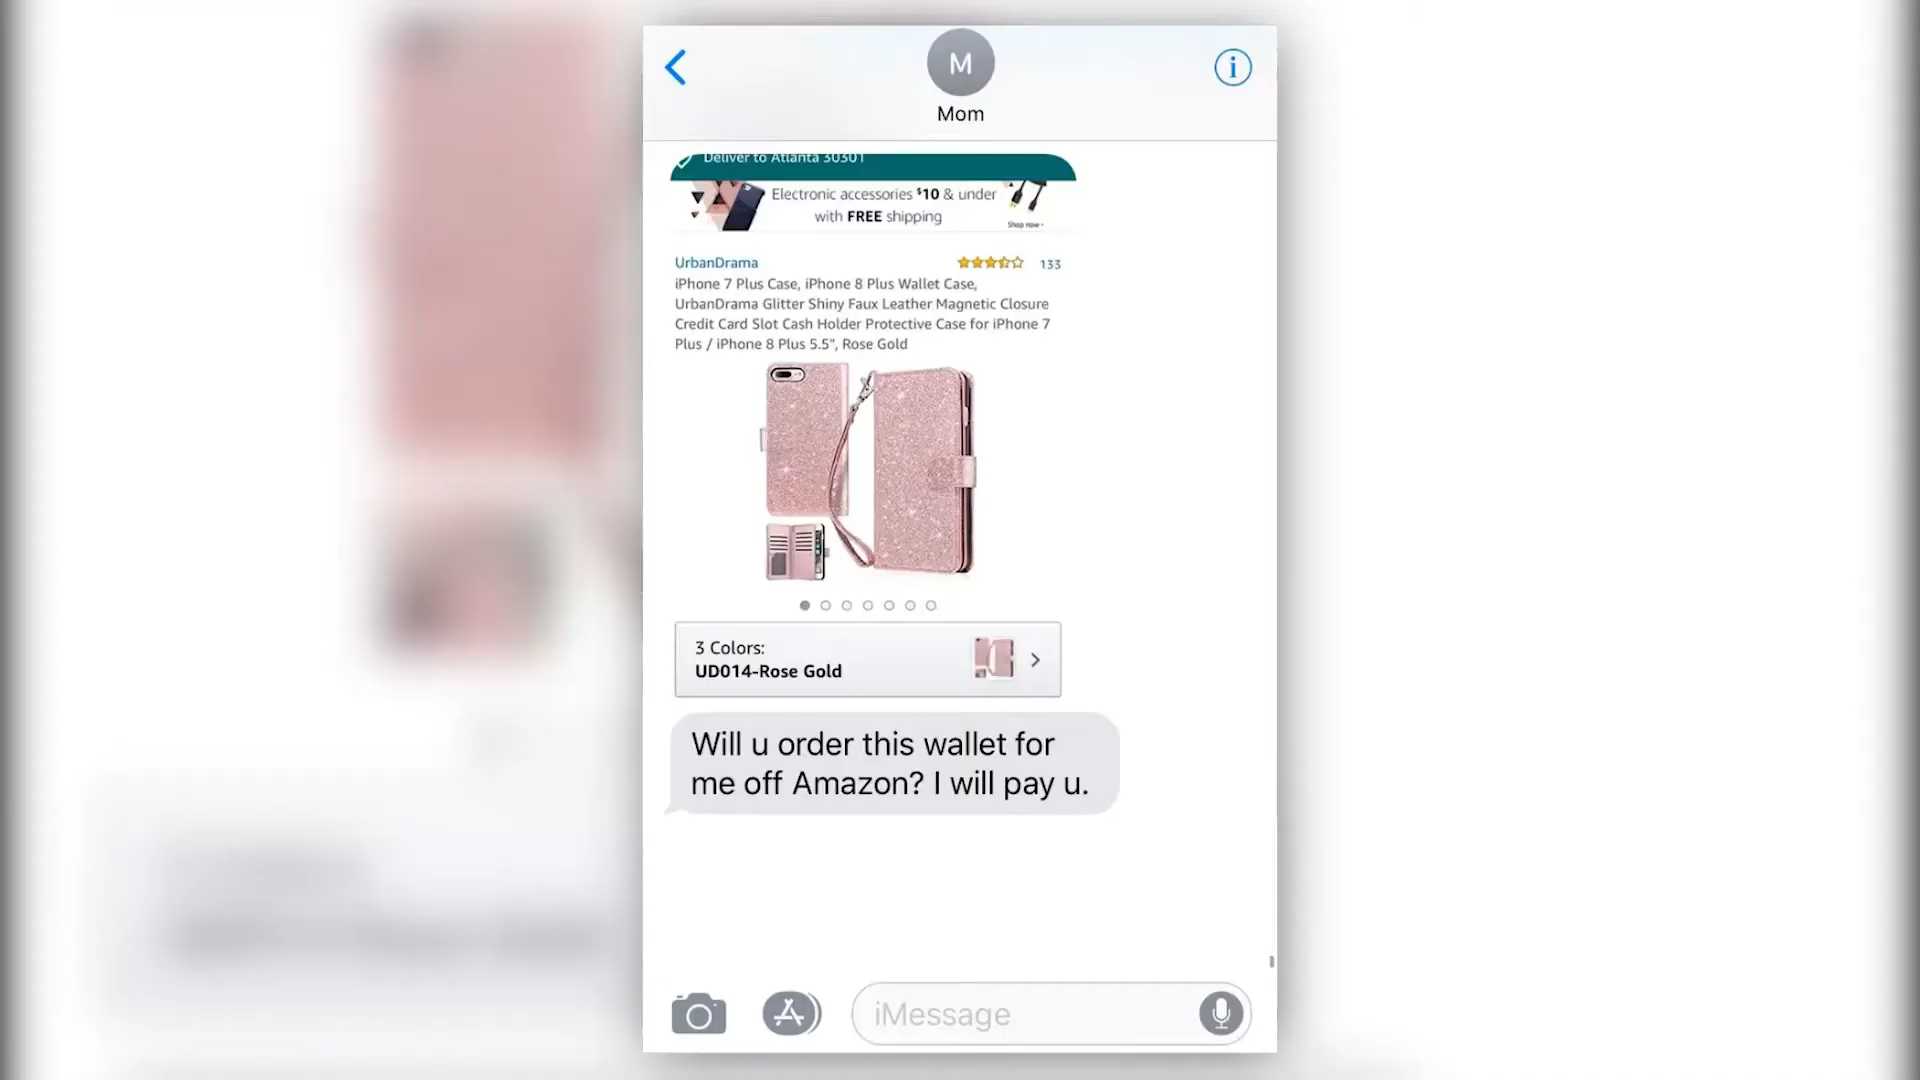 M
Mom
Deliver to Atlanta 30301
Electronic accessories $10 & under
with FREE shipping
Shop now
UrbanDrama 133
iPhone 7 Plus Case, iPhone 8 Plus Wallet Case,
UrbanDrama Glitter Shiny Faux Leather Magnetic Closure
Credit Card Slot Cash Holder Protective Case for iPhone 7
Plus / iPhone 8 Plus 5.5", Rose Gold
3 Colors:
UD014-Rose Gold
Will u order this wallet for
me off Amazon? I will pay u.
iMessage